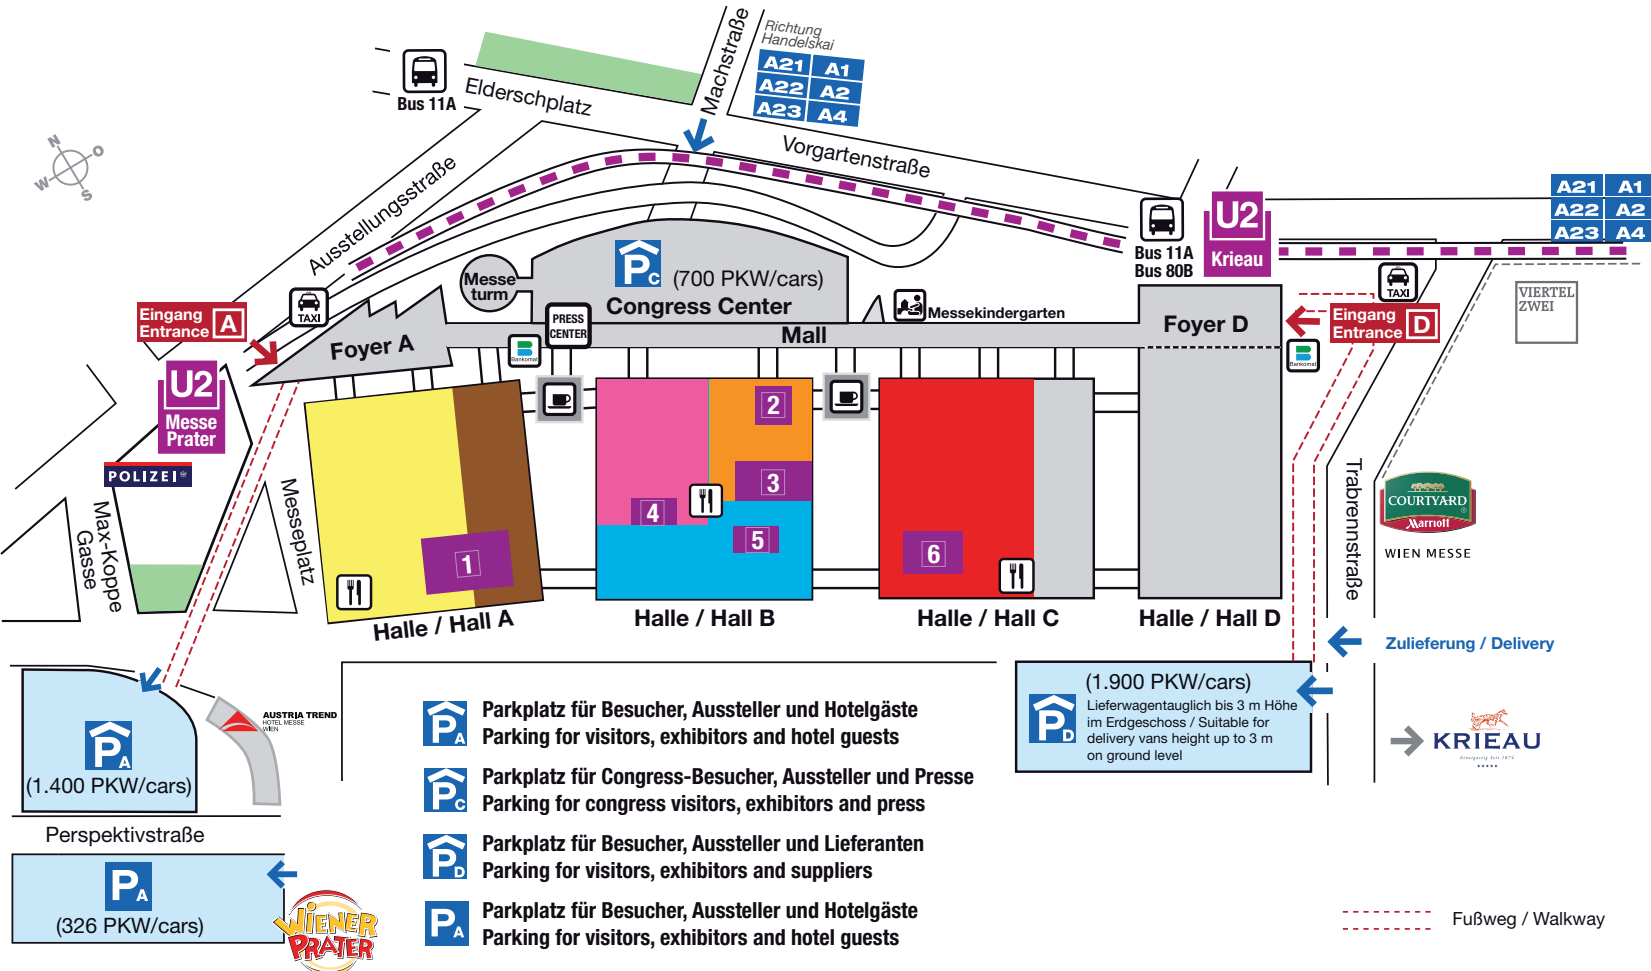 Richtung
Handelskai
A21 A1
A22 A2
A23 A4
Machstraße
Bus 11A
Elderschplatz
Vorgartenstraße
N
O
W
S
Ausstellungsstraße
A21 A1
A22 A2
A23 A4
U2
Krieau
Bus 11A
Bus 80B
Messe
turm
P C (700 PKW/cars)
Congress Center
TAXI
TAXI
VIERTEL
ZWEI
Eingang
Entrance A
PRESS
CENTER
Messekindergarten
Mall
Foyer A
Foyer D
Eingang
Entrance D
Bankomat
Bankomat
U2
Messe
Prater
POLIZEI
1
2
3
4
5
6
Max-Koppe
Gasse
Messeplatz
Trabrennstraße
COURTYARD
Marriott
WIEN MESSE
Halle / Hall A
Halle / Hall B
Halle / Hall C
Halle / Hall D
Zulieferung / Delivery
P A
(1.400 PKW/cars)
AUSTRIA TREND
HOTEL MESSE
WIEN
Perspektivstraße
P A
(326 PKW/cars)
WIENER
PRATER
P D
(1.900 PKW/cars)
Lieferwagentauglich bis 3 m Höhe
im Erdgeschoss / Suitable for
delivery vans height up to 3 m
on ground level
KRIEAU
Einzigartig Seit 1878
P A
Parkplatz für Besucher, Aussteller und Hotelgäste
Parking for visitors, exhibitors and hotel guests
P C
Parkplatz für Congress-Besucher, Aussteller und Presse
Parking for congress visitors, exhibitors and press
P D
Parkplatz für Besucher, Aussteller und Lieferanten
Parking for visitors, exhibitors and suppliers
P A
Parkplatz für Besucher, Aussteller und Hotelgäste
Parking for visitors, exhibitors and hotel guests
Fußweg / Walkway